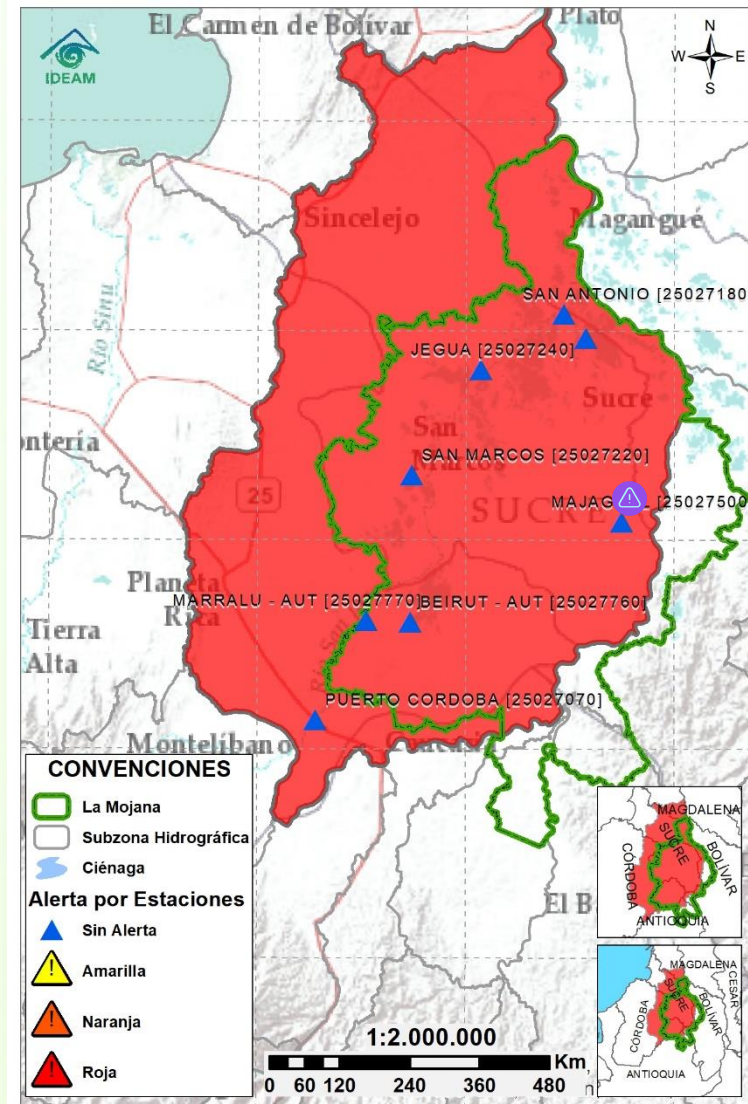 El Carmen de Bolívar
Plato
N
W
E
S
IDEAM
Sincelejo
Magangué
Río Sinú
SAN ANTONIO [25027180
JEGUA [25027240]
Sucre
San
Marcos
SAN MARCOS [25027220]
ontería
25
SUCRE
[25027500
Planeta
Rica
MARRALU - AUT [25027770]
BEIRUT - AUT [25027760]
Tierra
Alta
PUERTO CORDOBA [25027070]
Montelíbano
CONVENCIONES
La Mojana
Subzona Hidrográfica
Ciénaga
Alerta por Estaciones
Sin Alerta
Amarilla
Naranja
Roja
El B
1:2.000.000
Km
0 60 120 240 360 480
MAGDALENA
SUCRE
BOLÍVAR
CÓRDOBA
ANTIOQUIA
MAGDALENA
CESAR
SUCRE
BOLÍVAR
CÓRDOBA
ANTIOQUIA